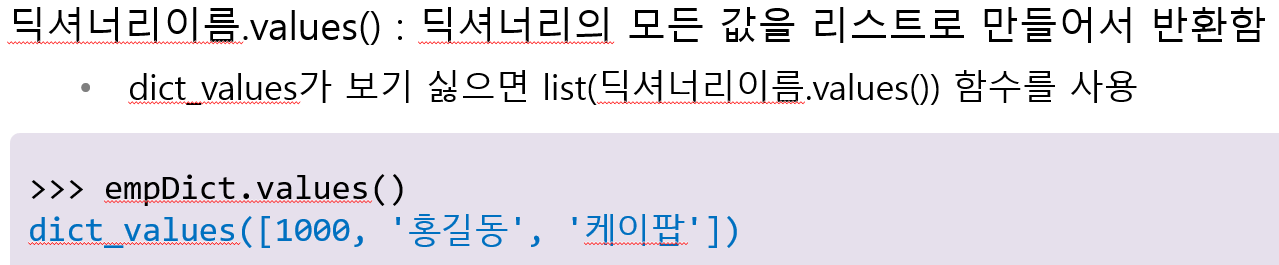 딕셔너리이름.values() : 딕셔너리의 모든 값을 리스트로 만들어서 반환함
• dict_values가 보기 싫으면 list(딕셔너리이름.values()) 함수를 사용
>>> empDict.values()
dict_values([1000, '홍길동', '케이팝'])